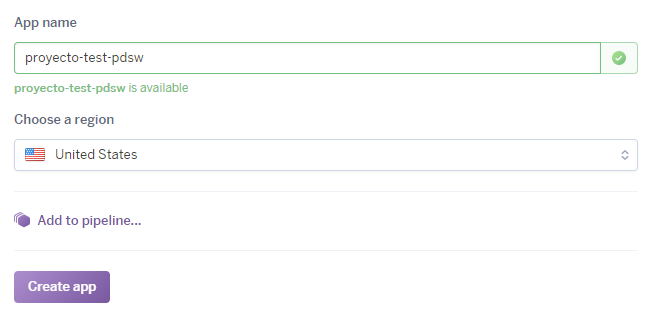 App name
proyecto-test-pdsw
proyecto-test-pdsw is available
Choose a region
United States
Add to pipeline...
Create app